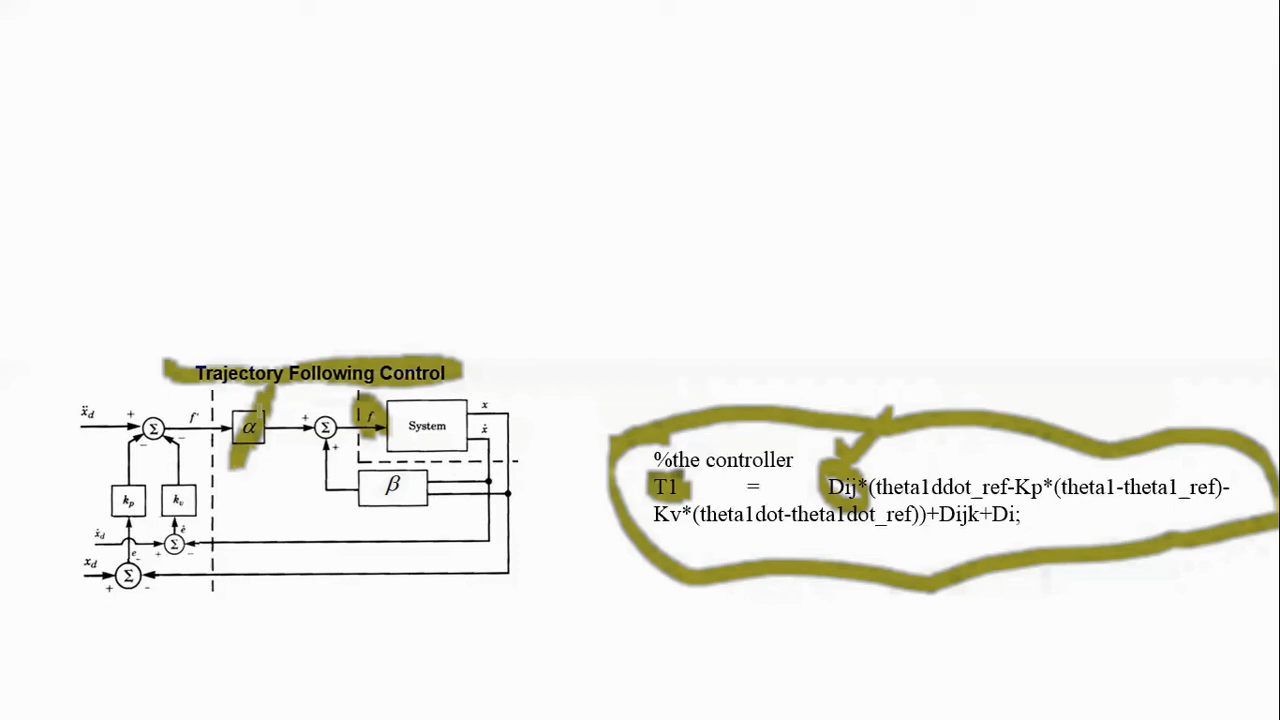 Trajectory Following Control
ẍd
+
Σ
f'
α
+
Σ
f
System
x
ẋ
−
−
+
kp
kv
β
ẋd
ė
+
Σ
−
e
xd
+
Σ
−
%the controller
T1 = Dij*(theta1ddot_ref-Kp*(theta1-theta1_ref)-
Kv*(theta1dot-theta1dot_ref))+Dijk+Di;